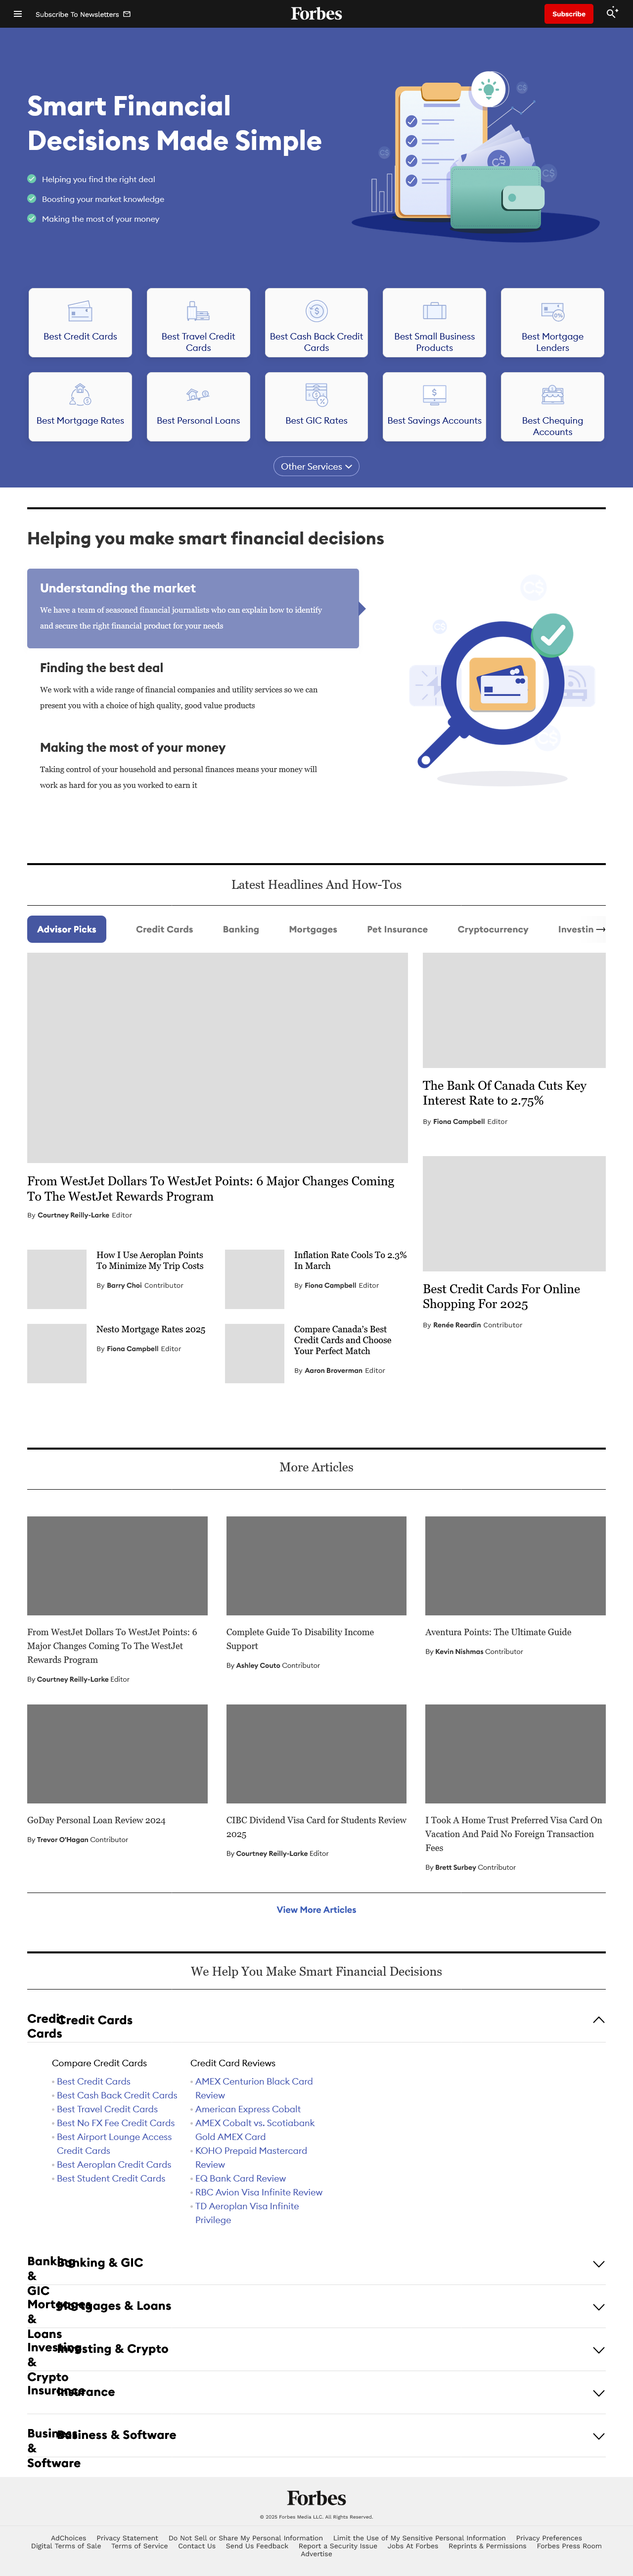 Subscribe To Newsletters
Forbes
Subscribe
Smart Financial
Decisions Made Simple
Helping you find the right deal
Boosting your market knowledge
Making the most of your money
Best Credit Cards
Best Travel Credit
Cards
Best Cash Back Credit
Cards
Best Small Business
Products
Best Mortgage
Lenders
Best Mortgage Rates
Best Personal Loans
Best GIC Rates
Best Savings Accounts
Best Chequing
Accounts
Other Services
Helping you make smart financial decisions
Understanding the market
We have a team of seasoned financial journalists who can explain how to identify
and secure the right financial product for your needs
Finding the best deal
We work with a wide range of financial companies and utility services so we can
present you with a choice of high quality, good value products
Making the most of your money
Taking control of your household and personal finances means your money will
work as hard for you as you worked to earn it
Latest Headlines And How-Tos
Advisor Picks
Credit Cards
Banking
Mortgages
Pet Insurance
Cryptocurrency
Investin
From WestJet Dollars To WestJet Points: 6 Major Changes Coming
To The WestJet Rewards Program
By Courtney Reilly-Larke Editor
The Bank Of Canada Cuts Key
Interest Rate to 2.75%
By Fiona Campbell Editor
Best Credit Cards For Online
Shopping For 2025
By Renée Reardin Contributor
How I Use Aeroplan Points
To Minimize My Trip Costs
By Barry Choi Contributor
Inflation Rate Cools To 2.3%
In March
By Fiona Campbell Editor
Nesto Mortgage Rates 2025
By Fiona Campbell Editor
Compare Canada's Best
Credit Cards and Choose
Your Perfect Match
By Aaron Broverman Editor
More Articles
From WestJet Dollars To WestJet Points: 6
Major Changes Coming To The WestJet
Rewards Program
By Courtney Reilly-Larke Editor
Complete Guide To Disability Income
Support
By Ashley Couto Contributor
Aventura Points: The Ultimate Guide
By Kevin Nishmas Contributor
GoDay Personal Loan Review 2024
By Trevor O'Hagan Contributor
CIBC Dividend Visa Card for Students Review
2025
By Courtney Reilly-Larke Editor
I Took A Home Trust Preferred Visa Card On
Vacation And Paid No Foreign Transaction
Fees
By Brett Surbey Contributor
View More Articles
We Help You Make Smart Financial Decisions
Credit
Cards
Credit Cards
Compare Credit Cards
Best Credit Cards
Best Cash Back Credit Cards
Best Travel Credit Cards
Best No FX Fee Credit Cards
Best Airport Lounge Access
Credit Cards
Best Aeroplan Credit Cards
Best Student Credit Cards
Credit Card Reviews
AMEX Centurion Black Card
Review
American Express Cobalt
AMEX Cobalt vs. Scotiabank
Gold AMEX Card
KOHO Prepaid Mastercard
Review
EQ Bank Card Review
RBC Avion Visa Infinite Review
TD Aeroplan Visa Infinite
Privilege
Banking
&
GIC
Banking & GIC
Mortgages
&
Loans
Mortgages & Loans
Investing
&
Crypto
Investing & Crypto
Insurance
Insurance
Business
&
Software
Business & Software
Forbes
© 2026 Forbes Media LLC. All Rights Reserved.
AdChoices Privacy Statement Do Not Sell or Share My Personal Information Limit the Use of My Sensitive Personal Information Privacy Preferences
Digital Terms of Sale Terms of Service Contact Us Send Us Feedback Report a Security Issue Jobs At Forbes Reprints & Permissions Forbes Press Room
Advertise